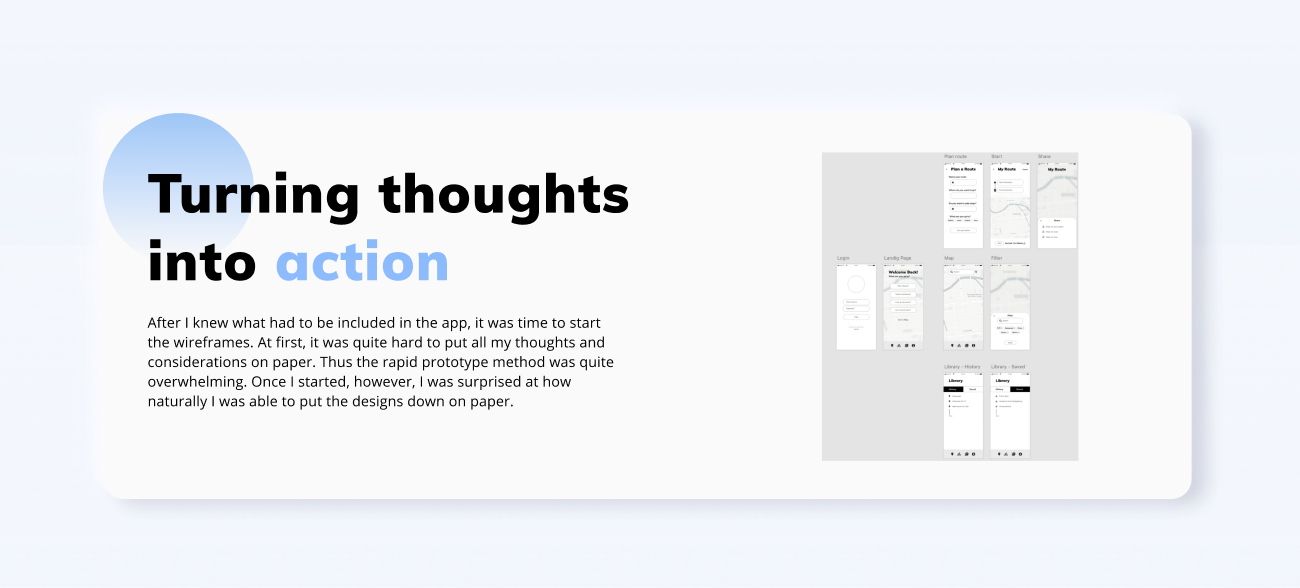 Turning thoughts
into action
After I knew what had to be included in the app, it was time to start
the wireframes. At first, it was quite hard to put all my thoughts and
considerations on paper. Thus the rapid prototype method was quite
overwhelming. Once I started, however, I was surprised at how
naturally I was able to put the designs down on paper.
Plan route
Start
Share
Plan a Route
My Route
My Route
Login
Landig Page
Map
Filter
Welcome Back!
Library - History
Library - Saved
Library
Library